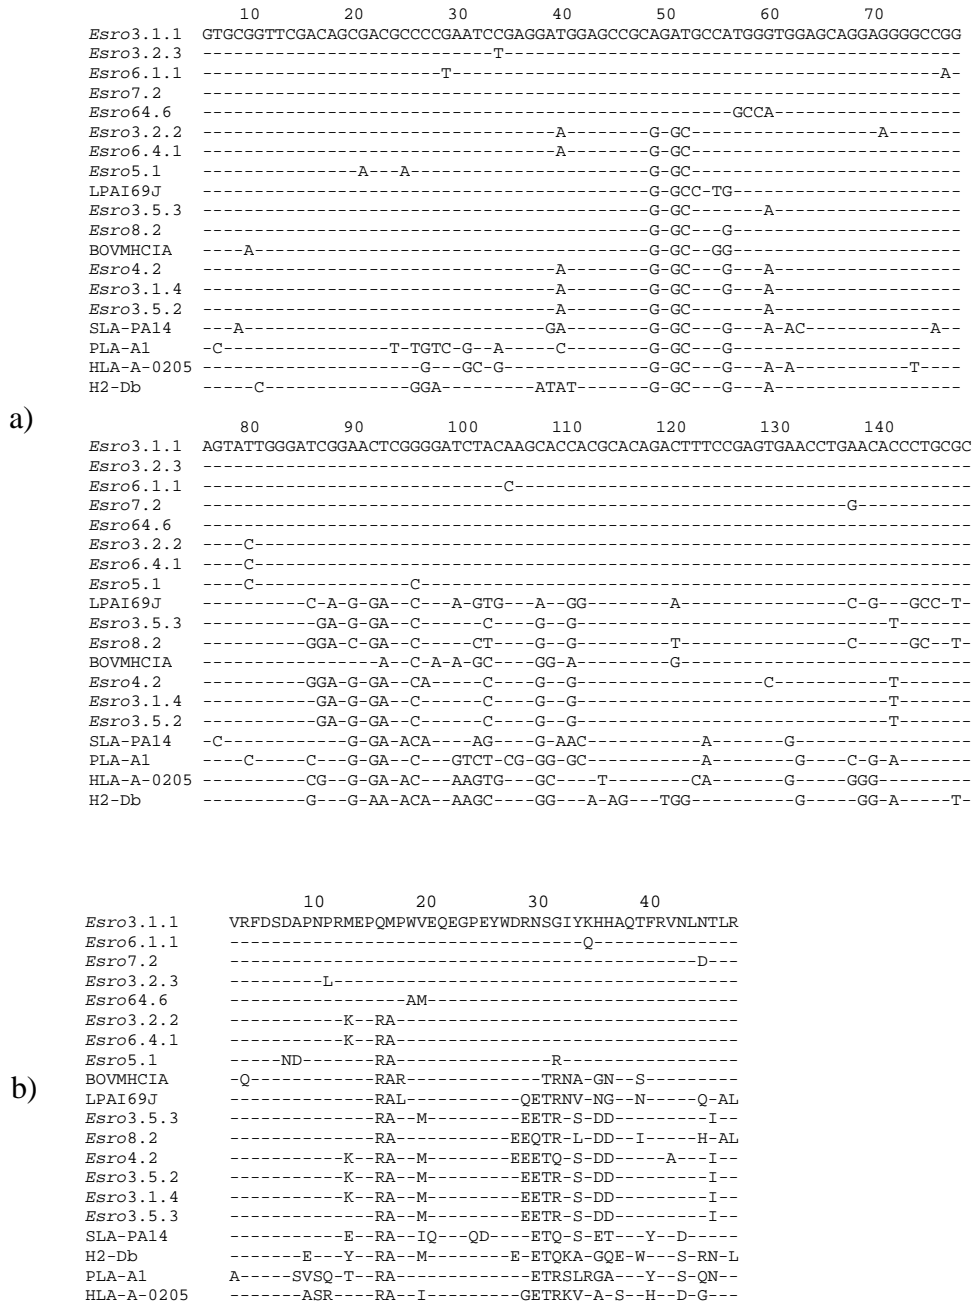 10 20 30 40 50 60 70
Esro3.1.1 GTGCGGTTCGACAGCGACGCCCCGAATCCGAGGATGGAGCCGCAGATGCCATGGGTGGAGCAGGAGGGGCCGG
Esro3.2.3 ----------------------------T--------------------------------------------
Esro6.1.1 -----------------------T-----------------------------------------------A-
Esro7.2 -------------------------------------------------------------------------
Esro64.6 ---------------------------------------------------GCCA------------------
Esro3.2.2 ----------------------------------A--------G-GC------------------A-------
Esro6.4.1 ----------------------------------A--------G-GC--------------------------
Esro5.1 ---------------A---A-----------------------G-GC--------------------------
LPAI69J -------------------------------------------G-GCC-TG----------------------
Esro3.5.3 -------------------------------------------G-GC-------A------------------
Esro8.2 -------------------------------------------G-GC---G----------------------
BOVMHCIA ----A--------------------------------------G-GC--GG----------------------
Esro4.2 ----------------------------------A--------G-GC---G---A------------------
Esro3.1.4 ----------------------------------A--------G-GC---G---A------------------
Esro3.5.2 ----------------------------------A--------G-GC-------A------------------
SLA-PA14 ---A-----------------------------GA--------G-GC---G---A-AC------------A--
PLA-A1 -C----------------T-TGTC-G--A-----C--------G-GC---G----------------------
HLA-A-0205 ---------------------G---GC-G--------------G-GC---G---A-A-----------T----
H2-Db -----C--------------GGA---------ATAT-------G-GC---G---A------------------
a)
80 90 100 110 120 130 140
Esro3.1.1 AGTATTGGGATCGGAACTCGGGGATCTACAAGCACCACGCACAGACTTTCCGAGTGAACCTGAACACCCTGCGC
Esro3.2.3 --------------------------------------------------------------------------
Esro6.1.1 -----------------------------C--------------------------------------------
Esro7.2 --------------------------------------------------------------G-----------
Esro64.6 --------------------------------------------------------------------------
Esro3.2.2 ----C---------------------------------------------------------------------
Esro6.4.1 ----C---------------------------------------------------------------------
Esro5.1 ----C---------------C-----------------------------------------------------
LPAI69J ----------C-A-G-GA--C---A-GTG---A--GG--------A----------------C-G---GCC-T-
Esro3.5.3 -----------GA-G-GA--C------C----G--G------------------------------T-------
Esro8.2 ----------GGA-C-GA--C-----CT----G--G---------T----------------C-----GC--T-
BOVMHCIA -----------------A--C-A-A-GC----GG-A---------G----------------------------
Esro4.2 ----------GGA-G-GA--CA-----C----G--G------------------C-----------T-------
Esro3.1.4 -----------GA-G-GA--C------C----G--G------------------------------T-------
Esro3.5.2 -----------GA-G-GA--C------C----G--G------------------------------T-------
SLA-PA14 -C------------G-GA-ACA----AG----G-AAC-----------A-------G-----------------
PLA-A1 ----C-----C---G-GA--C---GTCT-CG-GG-GC-----------A--------G----C-G-A-------
HLA-A-0205 ----------CG--G-GA-AC---AAGTG---GC----T--------CA-------G-----GGG---------
H2-Db ----------G---G-AA-ACA--AAGC----GG---A-AG---TGG----------G-----GG-A-----T-
10 20 30 40
Esro3.1.1 VRFDSDAPNPRMEPQMPWVEQEGPEYWDRNSGIYKHHAQTFRVNLNTLR
Esro6.1.1 ----------------------------------Q--------------
Esro7.2 ---------------------------------------------D---
Esro3.2.3 ---------L---------------------------------------
Esro64.6 -----------------AM------------------------------
Esro3.2.2 -----------K--RA---------------------------------
Esro6.4.1 -----------K--RA---------------------------------
Esro5.1 -----ND-------RA---------------R-----------------
BOVMHCIA -Q------------RAR-------------TRNA-GN--S---------
b)
LPAI69J --------------RAL-----------QETRNV-NG--N-----Q-AL
Esro3.5.3 --------------RA--M---------EETR-S-DD---------I--
Esro8.2 --------------RA------------EEQTR-L-DD--I----H-AL
Esro4.2 -----------K--RA--M--------EEETQ-S-DD-----A---I--
Esro3.5.2 -----------K--RA--M---------EETR-S-DD---------I--
Esro3.1.4 -----------K--RA--M---------EETR-S-DD---------I--
Esro3.5.3 --------------RA--M---------EETR-S-DD---------I--
SLA-PA14 -----------E--RA--IQ---QD----ETQ-S-ET---Y--D-----
H2-Db -------E---Y--RA--M--------E-ETQKA-GQE-W---S-RN-L
PLA-A1 A-----SVSQ-T--RA-------------ETRSLRGA---Y--S-QN--
HLA-A-0205 -------ASR----RA--I---------GETRKV-A-S--H--D-G---